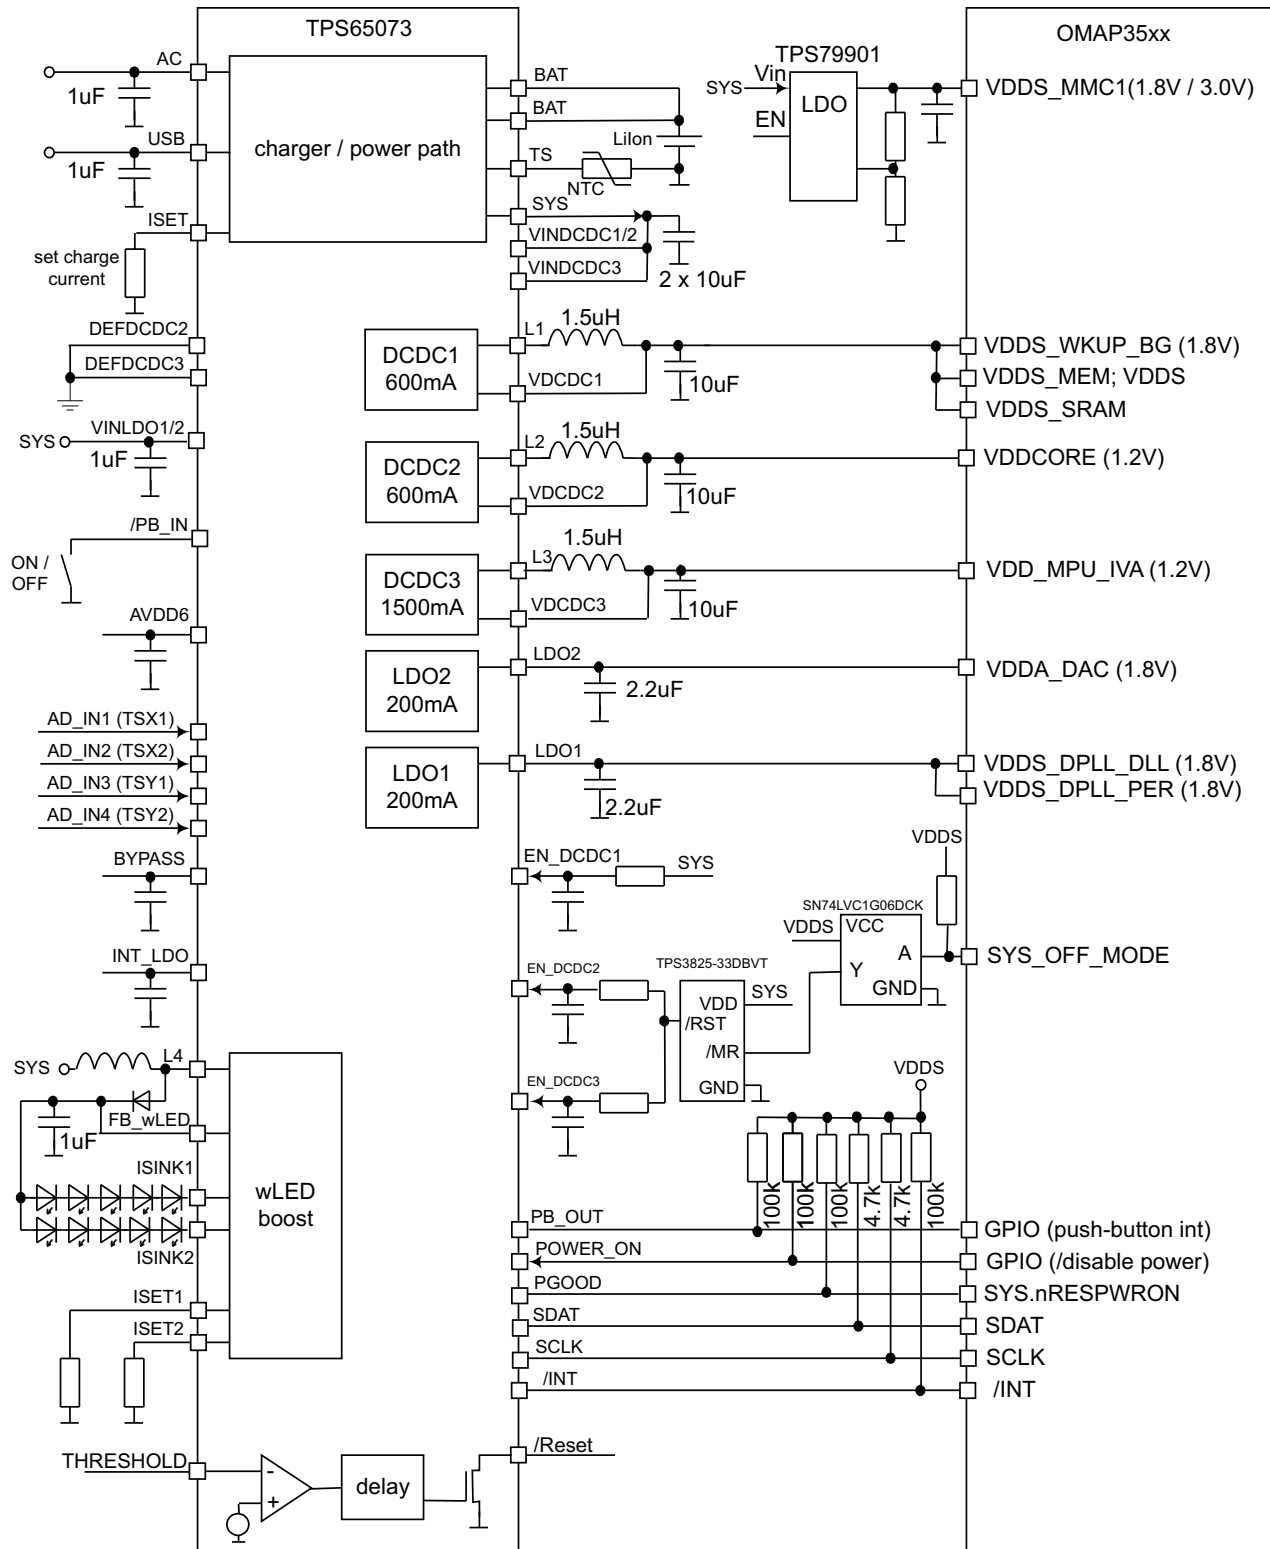 TPS65073
OMAP35xx
AC
1uF
USB
1uF
ISET
set charge
current
charger / power path
BAT
BAT
LiIon
TS
NTC
SYS
VINDCDC1/2
VINDCDC3
2 x 10uF
TPS79901
SYS
Vin
LDO
EN
VDDS_MMC1(1.8V / 3.0V)
DEFDCDC2
DEFDCDC3
DCDC1
600mA
L1
1.5uH
VDCDC1
10uF
VDDS_WKUP_BG (1.8V)
VDDS_MEM; VDDS
VDDS_SRAM
SYS
VINLDO1/2
1uF
DCDC2
600mA
L2
1.5uH
VDCDC2
10uF
VDDCORE (1.2V)
/PB_IN
ON /
OFF
DCDC3
1500mA
L3
1.5uH
VDCDC3
10uF
VDD_MPU_IVA (1.2V)
AVDD6
LDO2
200mA
LDO2
2.2uF
VDDA_DAC (1.8V)
AD_IN1 (TSX1)
AD_IN2 (TSX2)
AD_IN3 (TSY1)
AD_IN4 (TSY2)
LDO1
200mA
LDO1
2.2uF
VDDS_DPLL_DLL (1.8V)
VDDS_DPLL_PER (1.8V)
BYPASS
EN_DCDC1
SYS
VDDS
SN74LVC1G06DCK
VDDS
VCC
A
Y
GND
SYS_OFF_MODE
INT_LDO
EN_DCDC2
TPS3825-33DBVT
VDD
SYS
/RST
/MR
GND
EN_DCDC3
VDDS
SYS
L4
FB_wLED
1uF
ISINK1
ISINK2
wLED
boost
ISET1
ISET2
100k
100k
100k
4.7k
4.7k
100k
PB_OUT
GPIO (push-button int)
POWER_ON
GPIO (/disable power)
PGOOD
SYS.nRESPWRON
SDAT
SDAT
SCLK
SCLK
/INT
/INT
THRESHOLD
-
+
delay
/Reset